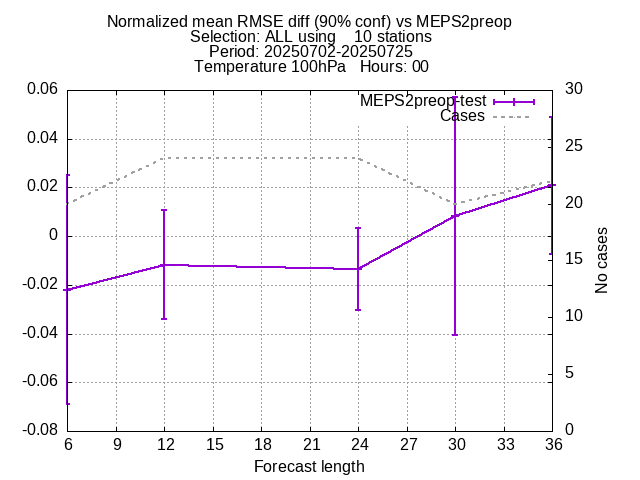 Normalized mean RMSE diff (90% conf) vs MEPS2preop
Selection: ALL using    10 stations
Period: 20250702-20250725
Temperature 100hPa   Hours: 00
MEPS2preop-test
Cases
0.06
0.04
0.02
0
-0.02
-0.04
-0.06
-0.08
30
25
20
15
10
5
0
No cases
6 9 12 15 18 21 24 27 30 33 36
Forecast length